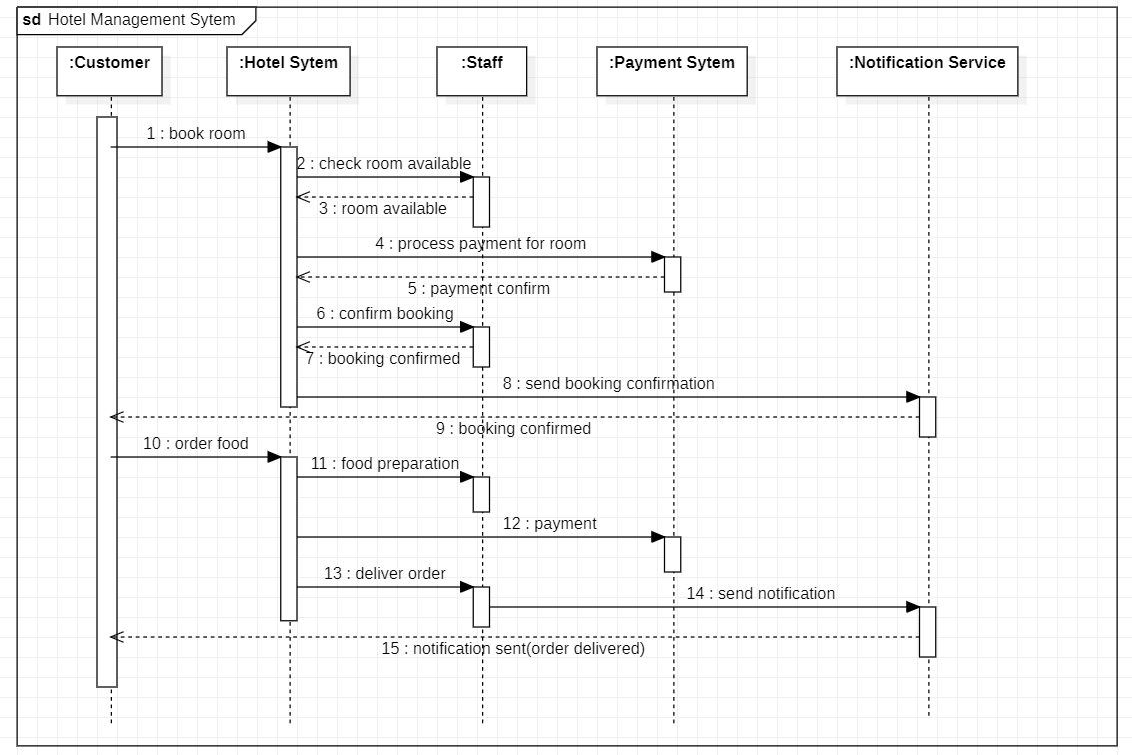 sd Hotel Management Sytem
:Customer
:Hotel Sytem
:Staff
:Payment Sytem
:Notification Service
1 : book room
2 : check room available
3 : room available
4 : process payment for room
5 : payment confirm
6 : confirm booking
7 : booking confirmed
8 : send booking confirmation
9 : booking confirmed
10 : order food
11 : food preparation
12 : payment
13 : deliver order
14 : send notification
15 : notification sent(order delivered)